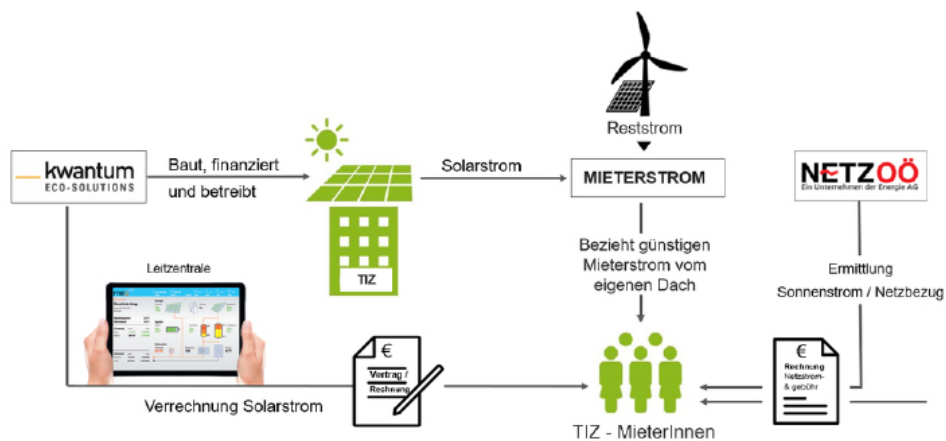 Reststrom
kwantum
ECO-SOLUTIONS
Baut, finanziert
und betreibt
Solarstrom
MIETERSTROM
NETZOÖ
Ein Unternehmen der Energie AG
TIZ
Bezieht günstigen
Mieterstrom vom
eigenen Dach
Leitzentrale
Ermittlung
Sonnenstrom / Netzbezug
€
Vertrag /
Rechnung
€
Rechnung
Netzstrom-
& gebühr
Verrechnung Solarstrom
TIZ - MieterInnen